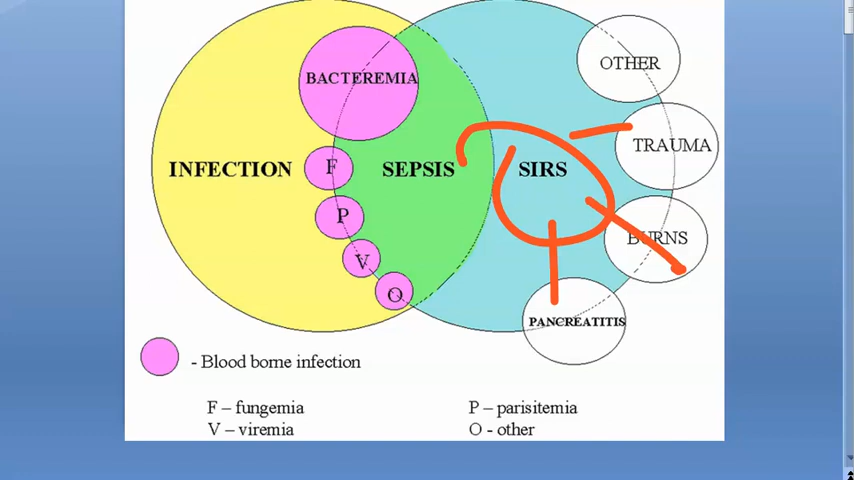 OTHER
BACTEREMIA
TRAUMA
INFECTION
F
SEPSIS
SIRS
P
BURNS
V
O
PANCREATITIS
- Blood borne infection
F – fungemia
P – parisitemia
V – viremia
O - other